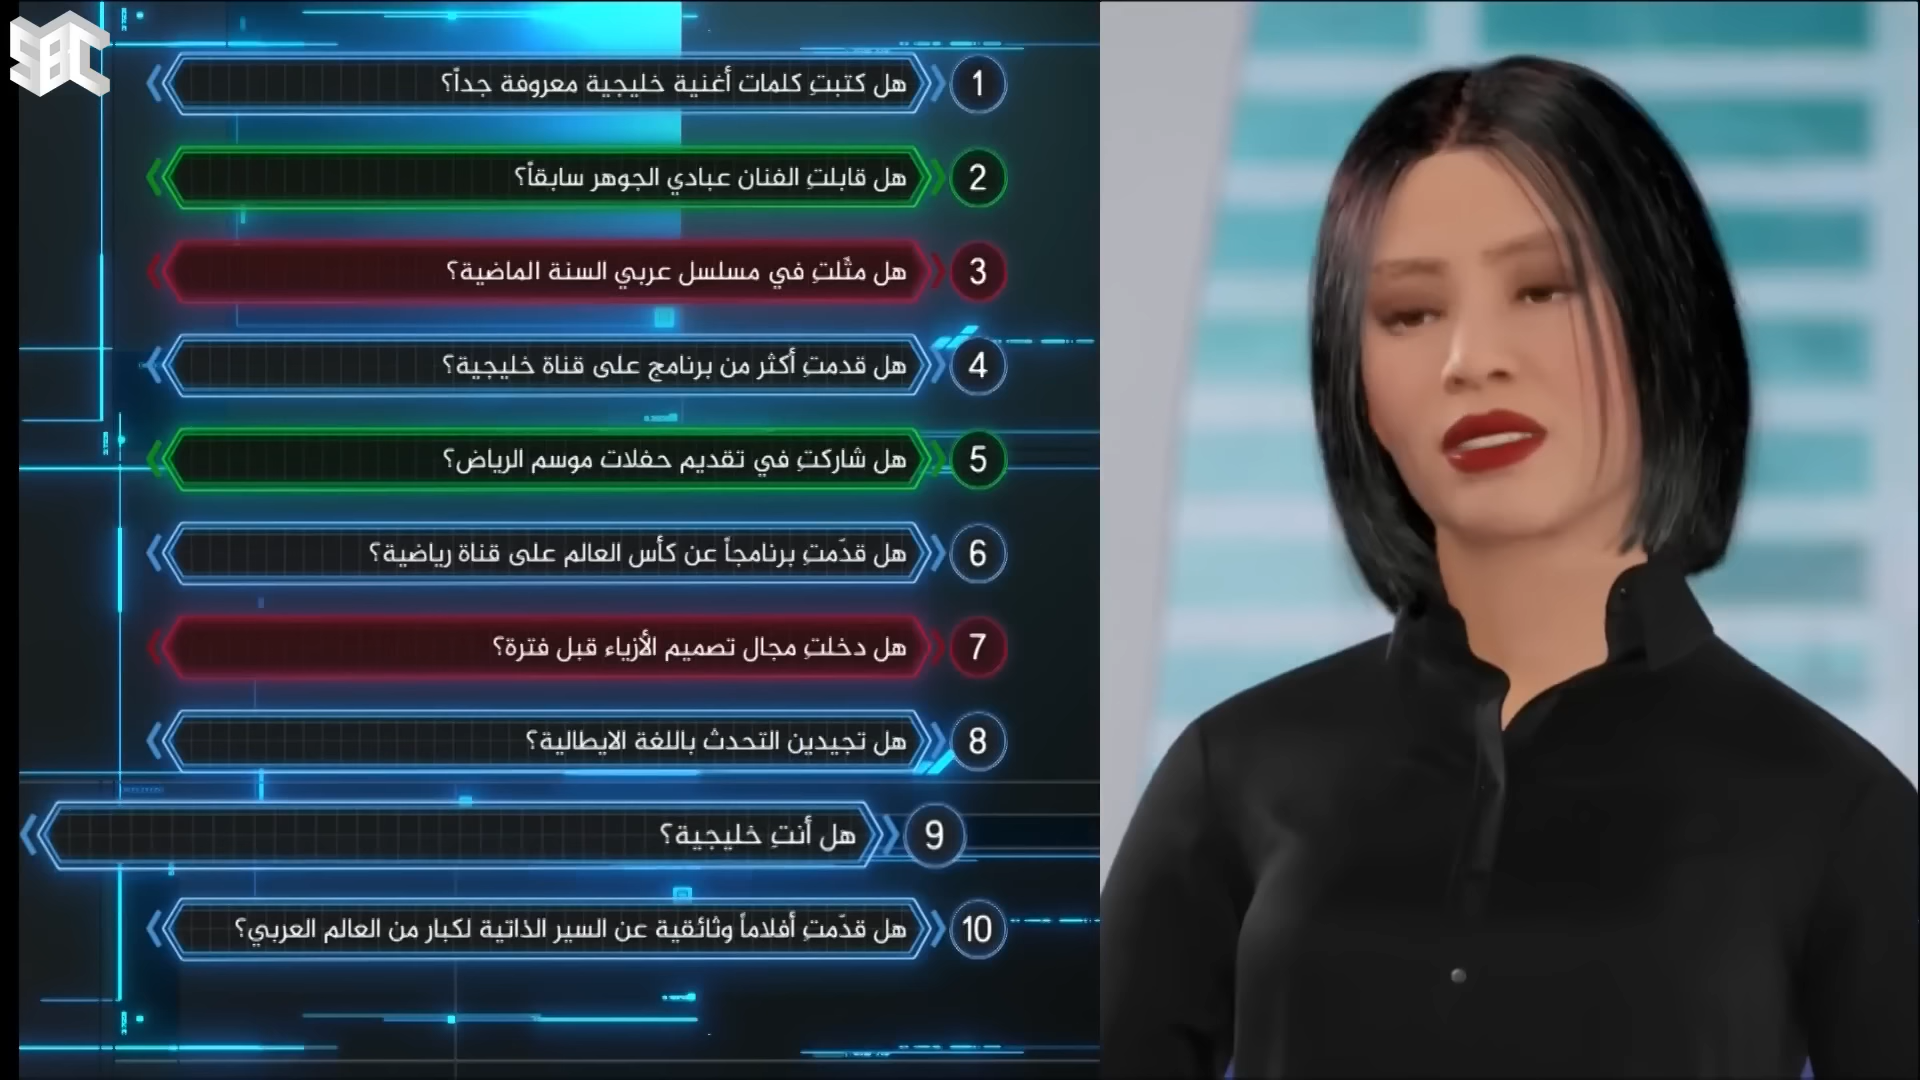 SBC
1 هل كتبتِ كلمات أغنية خليجية معروفة جداً؟
2 هل قابلتِ الفنان عبادي الجوهر سابقاً؟
3 هل مثّلتِ في مسلسل عربي السنة الماضية؟
4 هل قدمتِ أكثر من برنامج على قناة خليجية؟
5 هل شاركتِ في تقديم حفلات موسم الرياض؟
6 هل قدّمتِ برنامجاً عن كأس العالم على قناة رياضية؟
7 هل دخلتِ مجال تصميم الأزياء قبل فترة؟
8 هل تجيدين التحدث باللغة الايطالية؟
9 هل أنتِ خليجية؟
10 هل قدّمتِ أفلاماً وثائقية عن السير الذاتية لكبار من العالم العربي؟